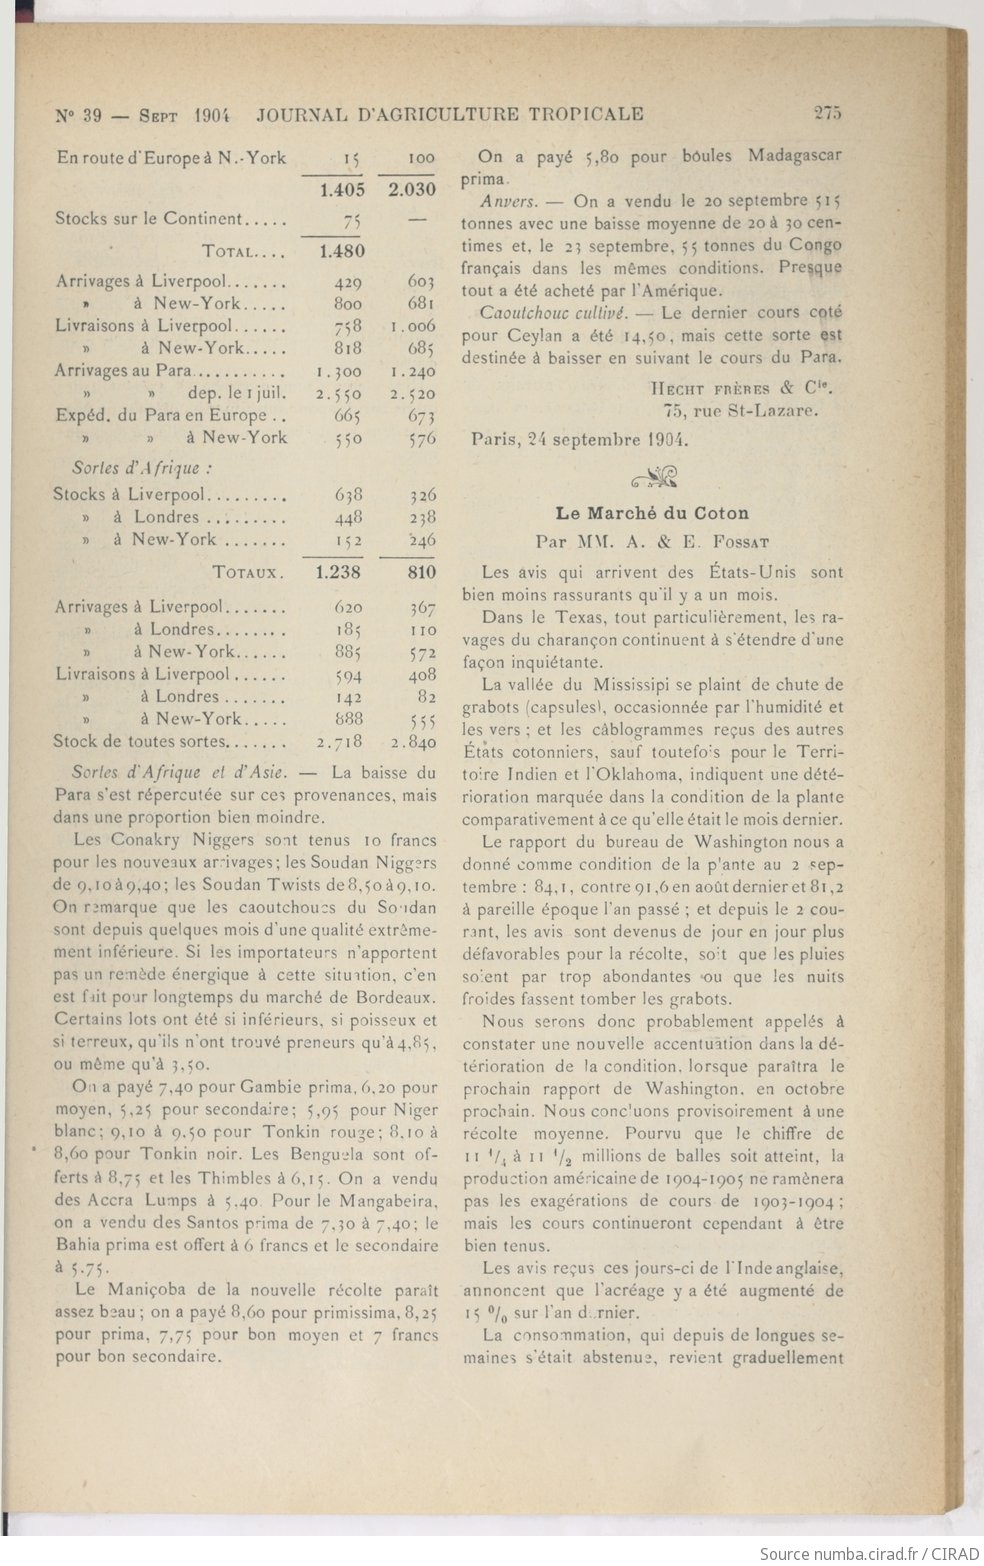 N° 39 — SEPT 1904 JOURNAL D'AGRICULTURE TROPICALE 275
En route d'Europe à N.-York 15 100
1.405 2.030
Stocks sur le Continent..... 75 —
TOTAL.... 1.480
Arrivages à Liverpool....... 429 603
» à New-York..... 800 681
Livraisons à Liverpool...... 758 1.006
» à New-York..... 818 685
Arrivages au Para........... 1.300 1.240
» » dep. le 1 juil. 2.550 2.520
Expéd. du Para en Europe .. 665 673
» » à New-York 550 576
Sortes d'Afrique :
Stocks à Liverpool......... 638 326
» à Londres ......... 448 238
» à New-York ....... 152 246
TOTAUX. 1.238 810
Arrivages à Liverpool....... 620 367
» à Londres........ 185 110
» à New-York...... 885 572
Livraisons à Liverpool...... 594 408
» à Londres ....... 142 82
» à New-York..... 888 555
Stock de toutes sortes....... 2.718 2.840
Sortes d'Afrique et d'Asie. — La baisse du
Para s'est répercutée sur ces provenances, mais
dans une proportion bien moindre.
Les Conakry Niggers sont tenus 10 francs
pour les nouveaux arrivages; les Soudan Niggers
de 9,10 à 9,40; les Soudan Twists de 8,50 à 9,10.
On remarque que les caoutchoucs du Soudan
sont depuis quelques mois d'une qualité extrême-
ment inférieure. Si les importateurs n'apportent
pas un remède énergique à cette situation, c'en
est fait pour longtemps du marché de Bordeaux.
Certains lots ont été si inférieurs, si poisseux et
si terreux, qu'ils n'ont trouvé preneurs qu'à 4,85,
ou même qu'à 3,50.
On a payé 7,40 pour Gambie prima, 6,20 pour
moyen, 5,25 pour secondaire; 5,95 pour Niger
blanc; 9,10 à 9,50 pour Tonkin rouge; 8,10 à
8,60 pour Tonkin noir. Les Benguela sont of-
ferts à 8,75 et les Thimbles à 6,15. On a vendu
des Accra Lumps à 5,40. Pour le Mangabeira,
on a vendu des Santos prima de 7,30 à 7,40; le
Bahia prima est offert à 6 francs et le secondaire
à 5.75.
Le Maniçoba de la nouvelle récolte paraît
assez beau; on a payé 8,60 pour primissima, 8,25
pour prima, 7,75 pour bon moyen et 7 francs
pour bon secondaire.
On a payé 5,80 pour boules Madagascar
prima.
Anvers. — On a vendu le 20 septembre 515
tonnes avec une baisse moyenne de 20 à 30 cen-
times et, le 23 septembre, 55 tonnes du Congo
français dans les mêmes conditions. Presque
tout a été acheté par l'Amérique.
Caoutchouc cultivé. — Le dernier cours coté
pour Ceylan a été 14,50, mais cette sorte est
destinée à baisser en suivant le cours du Para.
HECHT FRÈRES & Cie.
75, rue St-Lazare.
Paris, 24 septembre 1904.
Le Marché du Coton
Par MM. A. & E. FOSSAT
Les avis qui arrivent des États-Unis sont
bien moins rassurants qu'il y a un mois.
Dans le Texas, tout particulièrement, les ra-
vages du charançon continuent à s'étendre d'une
façon inquiétante.
La vallée du Mississipi se plaint de chute de
grabots (capsules), occasionnée par l'humidité et
les vers; et les câblogrammes reçus des autres
États cotonniers, sauf toutefois pour le Terri-
toire Indien et l'Oklahoma, indiquent une dété-
rioration marquée dans la condition de la plante
comparativement à ce qu'elle était le mois dernier.
Le rapport du bureau de Washington nous a
donné comme condition de la plante au 2 sep-
tembre : 84,1, contre 91,6 en août dernier et 81,2
à pareille époque l'an passé; et depuis le 2 cou-
rant, les avis sont devenus de jour en jour plus
défavorables pour la récolte, soit que les pluies
soient par trop abondantes ou que les nuits
froides fassent tomber les grabots.
Nous serons donc probablement appelés à
constater une nouvelle accentuation dans la dé-
térioration de la condition, lorsque paraîtra le
prochain rapport de Washington, en octobre
prochain. Nous concluons provisoirement à une
récolte moyenne. Pourvu que le chiffre de
11 1/4 à 11 1/2 millions de balles soit atteint, la
production américaine de 1904-1905 ne ramènera
pas les exagérations de cours de 1903-1904;
mais les cours continueront cependant à être
bien tenus.
Les avis reçus ces jours-ci de l'Inde anglaise,
annoncent que l'acréage y a été augmenté de
15 % sur l'an dernier.
La consommation, qui depuis de longues se-
maines s'était abstenue, revient graduellement
Source numba.cirad.fr / CIRAD